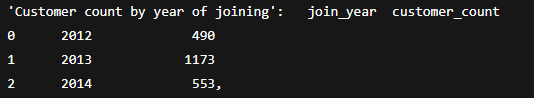 'Customer count by year of joining':   join_year  customer_count
0       2012             490
1       2013            1173
2       2014             553,